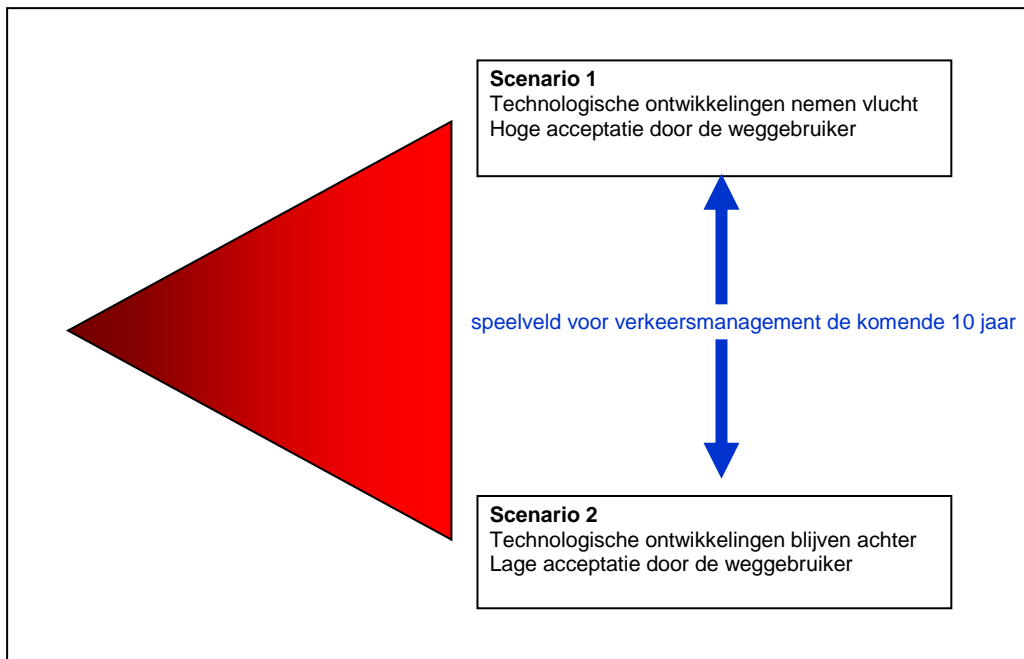 Scenario 1
Technologische ontwikkelingen nemen vlucht
Hoge acceptatie door de weggebruiker
speelveld voor verkeersmanagement de komende 10 jaar
Scenario 2
Technologische ontwikkelingen blijven achter
Lage acceptatie door de weggebruiker